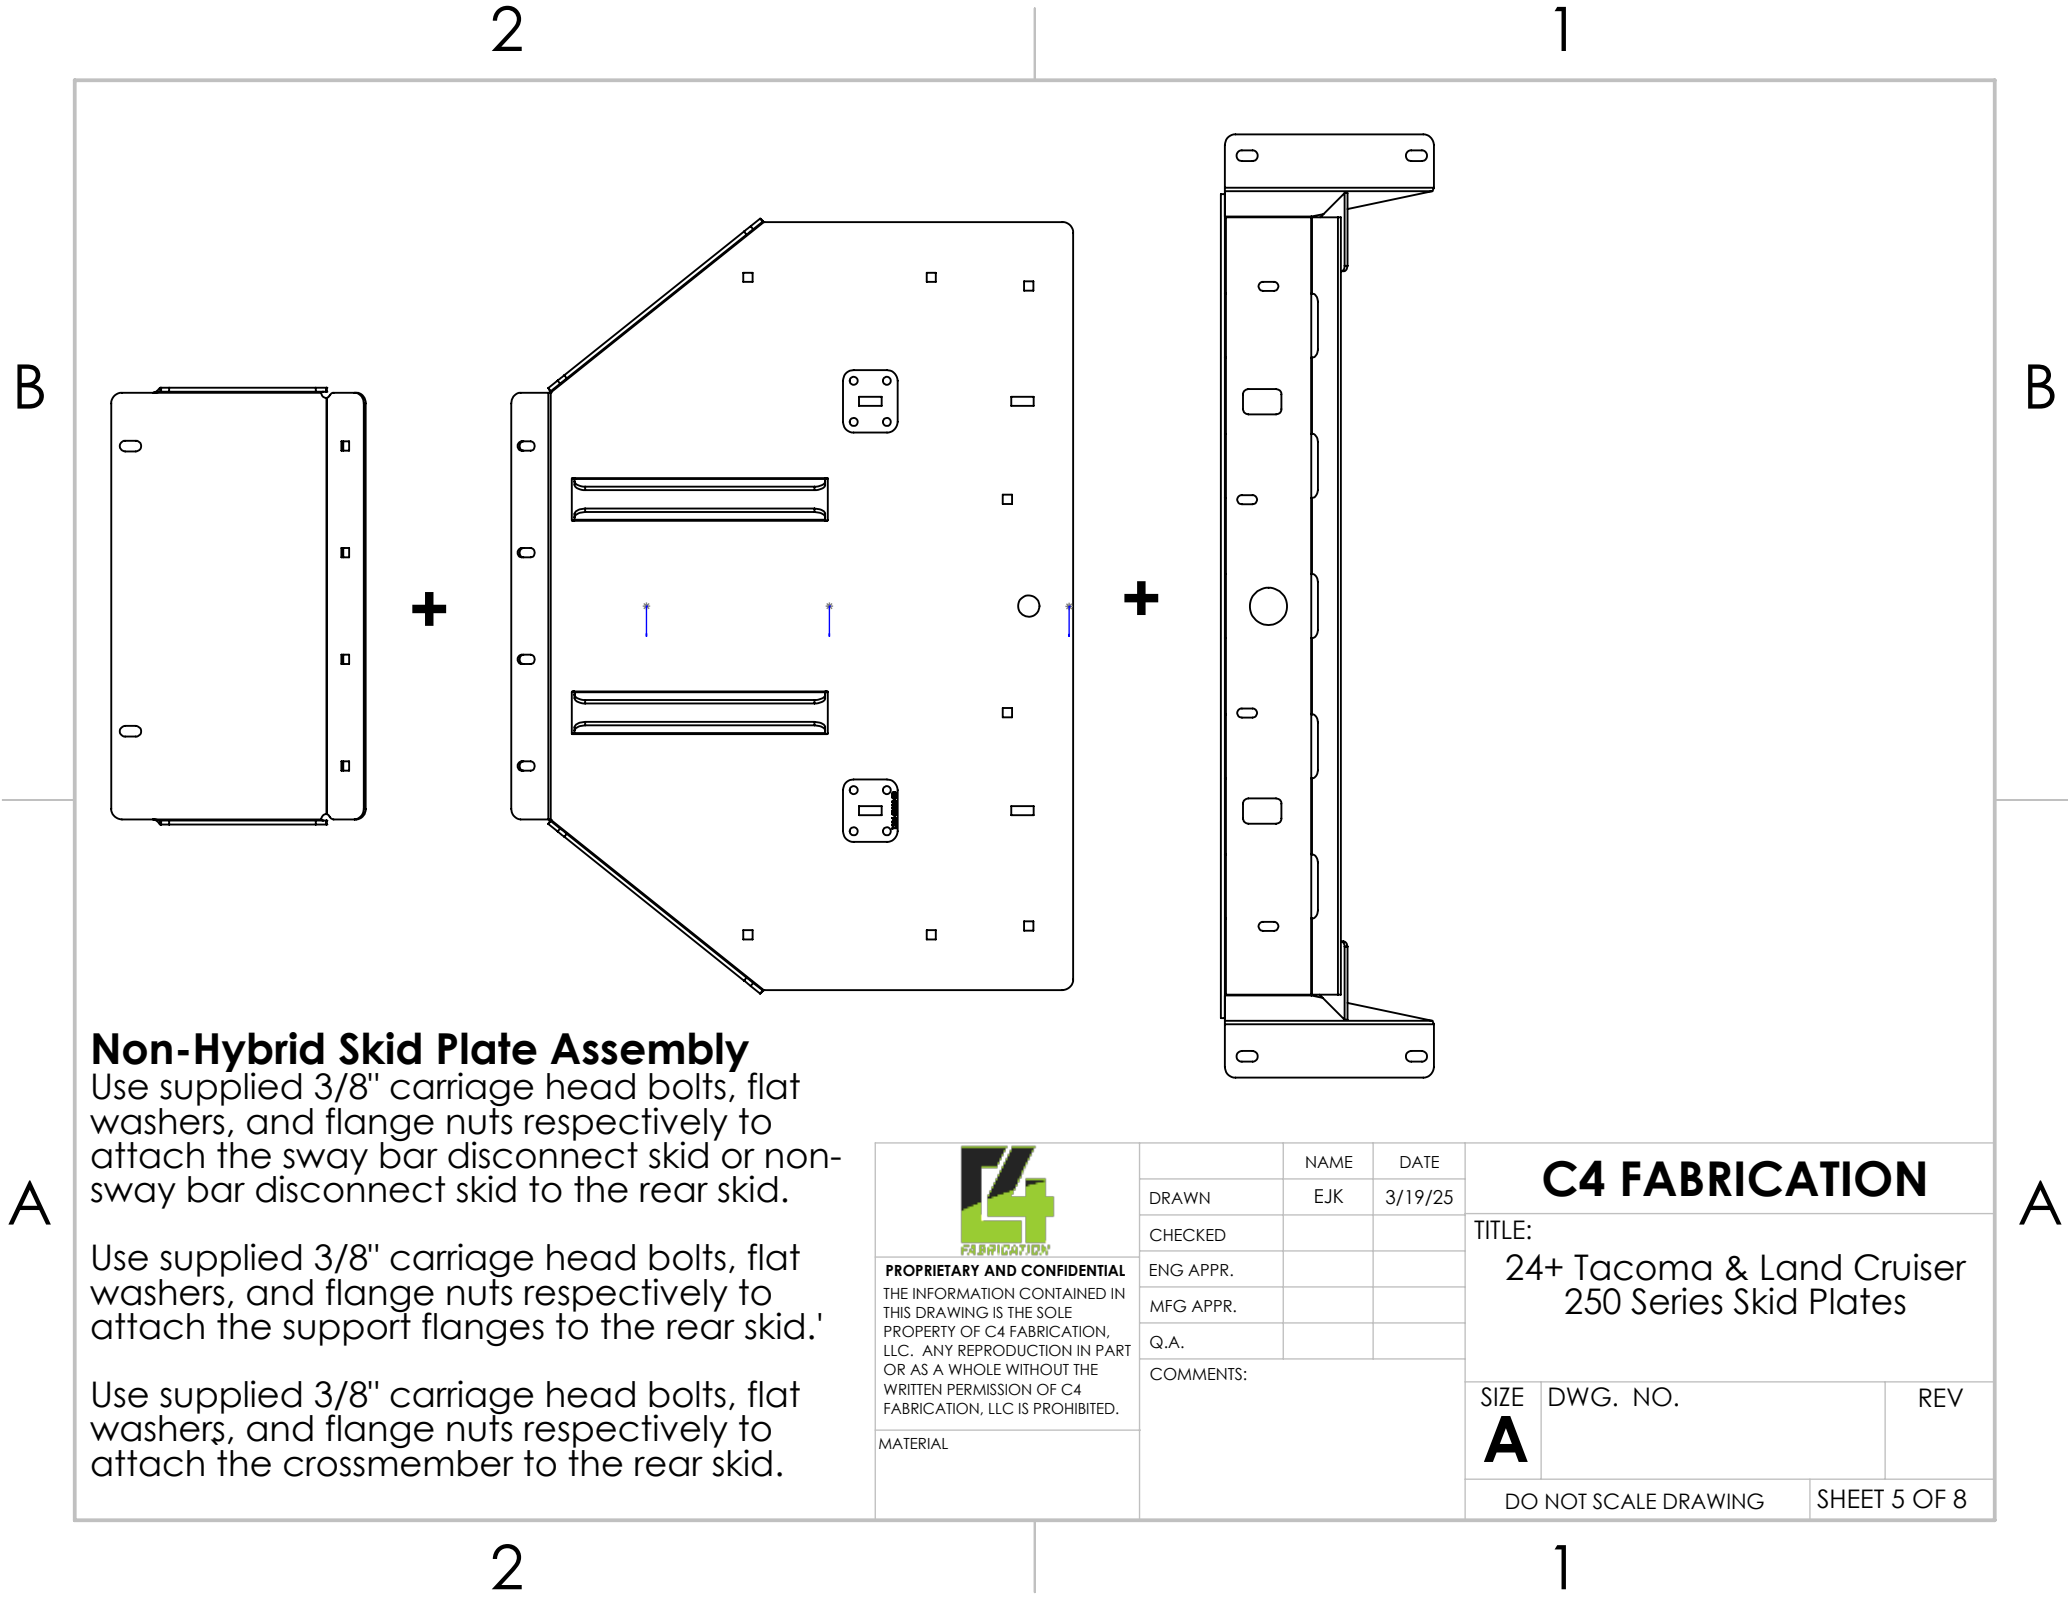 2
1
B
B
Non-Hybrid Skid Plate Assembly
Use supplied 3/8" carriage head bolts, flat
washers, and flange nuts respectively to
attach the sway bar disconnect skid or non-
sway bar disconnect skid to the rear skid.
Use supplied 3/8" carriage head bolts, flat
washers, and flange nuts respectively to
attach the support flanges to the rear skid.'
Use supplied 3/8" carriage head bolts, flat
washers, and flange nuts respectively to
attach the crossmember to the rear skid.
A
A
FABRICATION
PROPRIETARY AND CONFIDENTIAL
THE INFORMATION CONTAINED IN
THIS DRAWING IS THE SOLE
PROPERTY OF C4 FABRICATION,
LLC. ANY REPRODUCTION IN PART
OR AS A WHOLE WITHOUT THE
WRITTEN PERMISSION OF C4
FABRICATION, LLC IS PROHIBITED.
MATERIAL
NAME DATE
DRAWN EJK 3/19/25
CHECKED
ENG APPR.
MFG APPR.
Q.A.
COMMENTS:
C4 FABRICATION
TITLE:
24+ Tacoma & Land Cruiser
250 Series Skid Plates
SIZE DWG. NO. REV
A
DO NOT SCALE DRAWING SHEET 5 OF 8
2
1